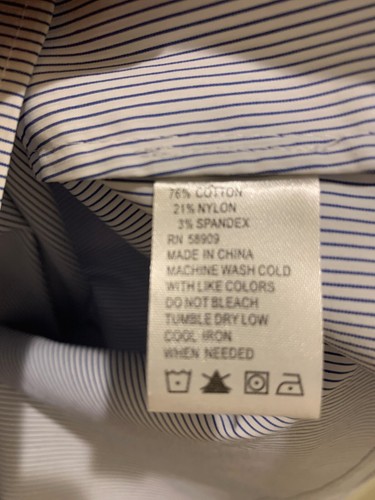 76% COTTON
21% NYLON
3% SPANDEX
RN 58909
MADE IN CHINA
MACHINE WASH COLD
WITH LIKE COLORS
DO NOT BLEACH
TUMBLE DRY LOW
COOL IRON
WHEN NEEDED